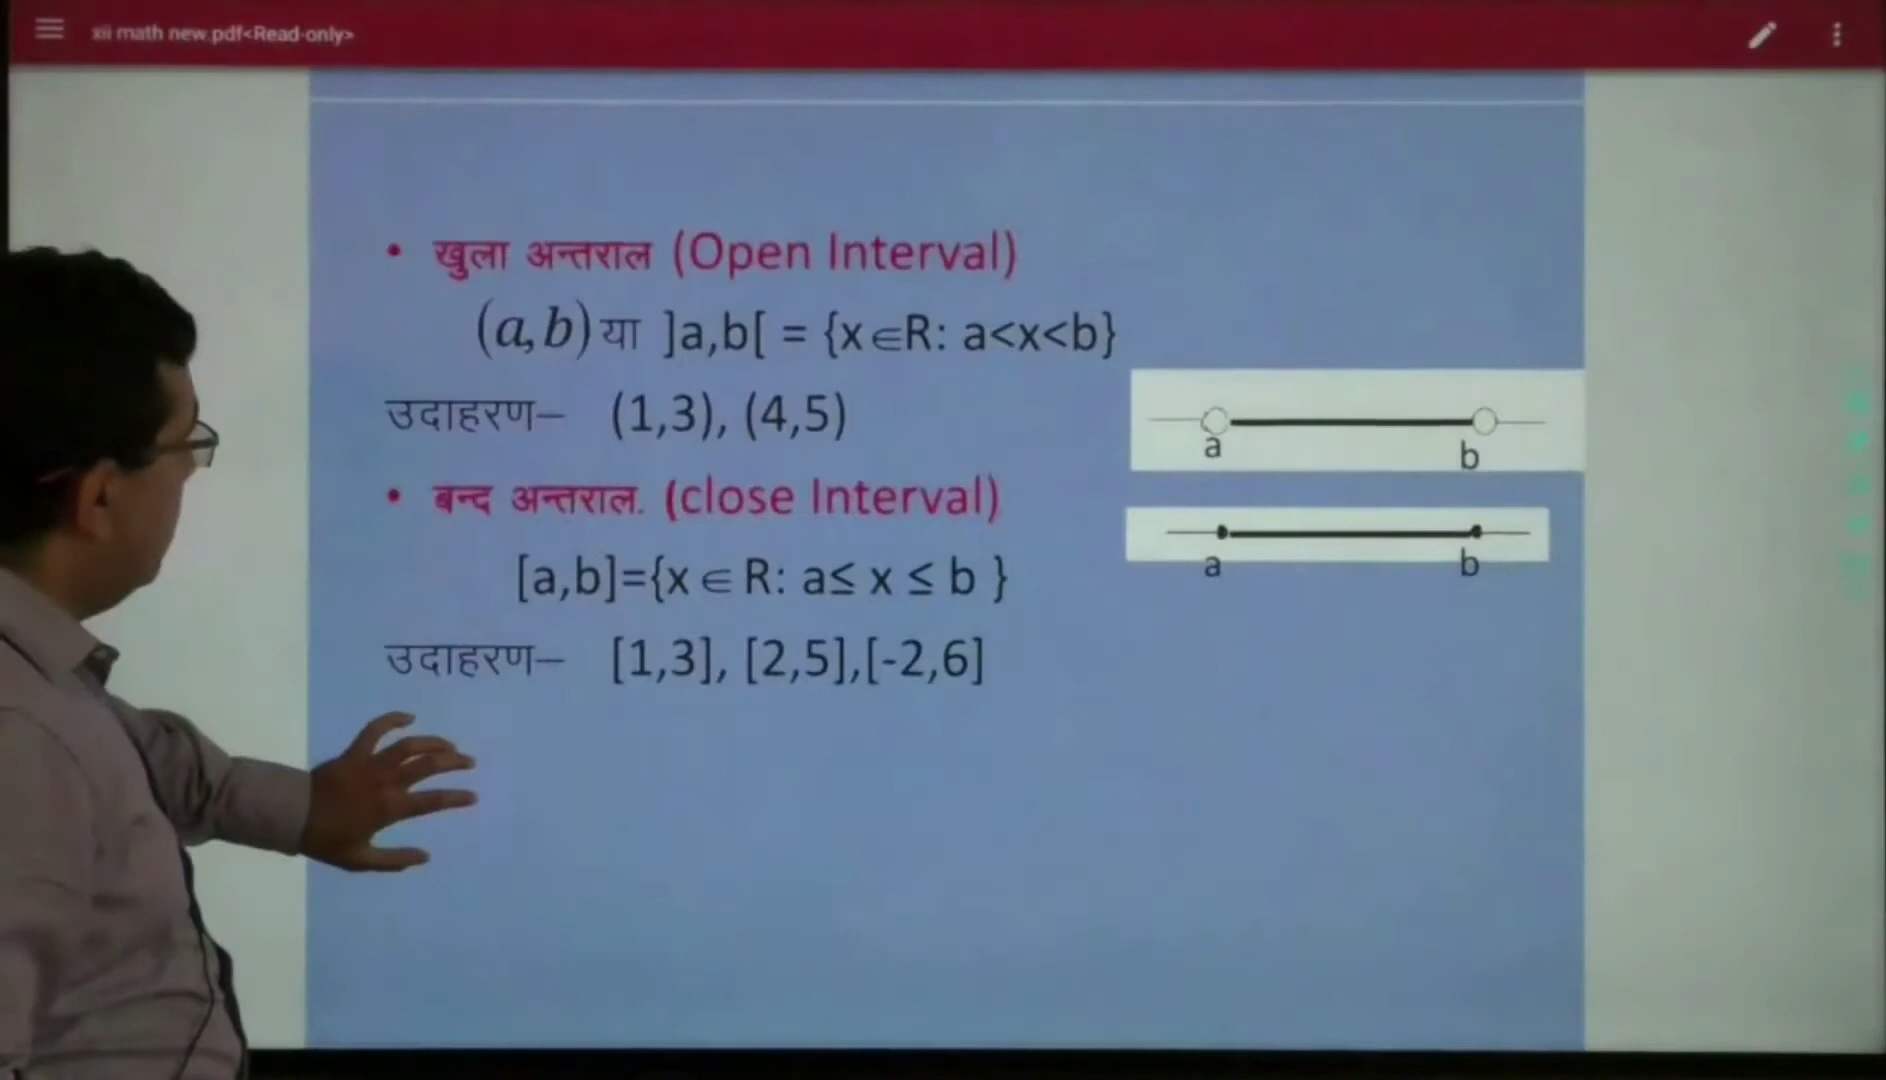 xii math new.pdf<Read-only>
• खुला अन्तराल (Open Interval)
(a,b) या ]a,b[ = {x∈R: a<x<b}
उदाहरण– (1,3), (4,5)
a b
• बन्द अन्तराल. (close Interval)
[a,b]={x∈R: a≤ x ≤ b }
a b
उदाहरण– [1,3], [2,5],[-2,6]